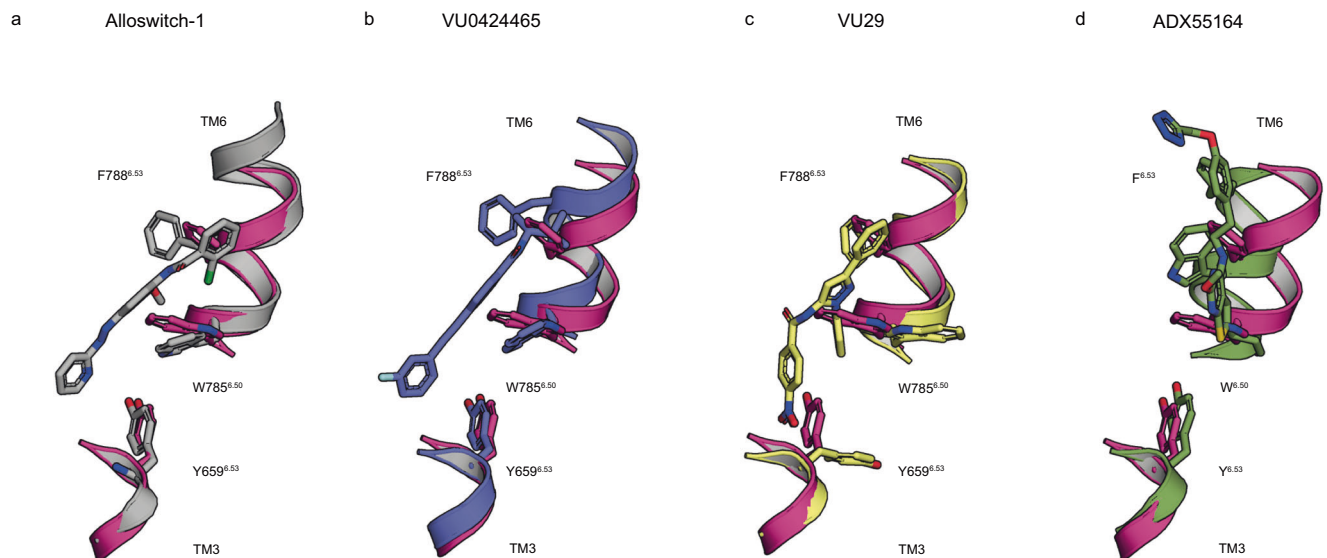 a Alloswitch-1 b VU0424465 c VU29 d ADX55164
TM6 TM6 TM6 TM6
F788^6.53 F788^6.53 F788^6.53 F^6.53
W785^6.50 W785^6.50 W785^6.50 W^6.50
Y659^6.53 Y659^6.53 Y659^6.53 Y^6.53
TM3 TM3 TM3 TM3